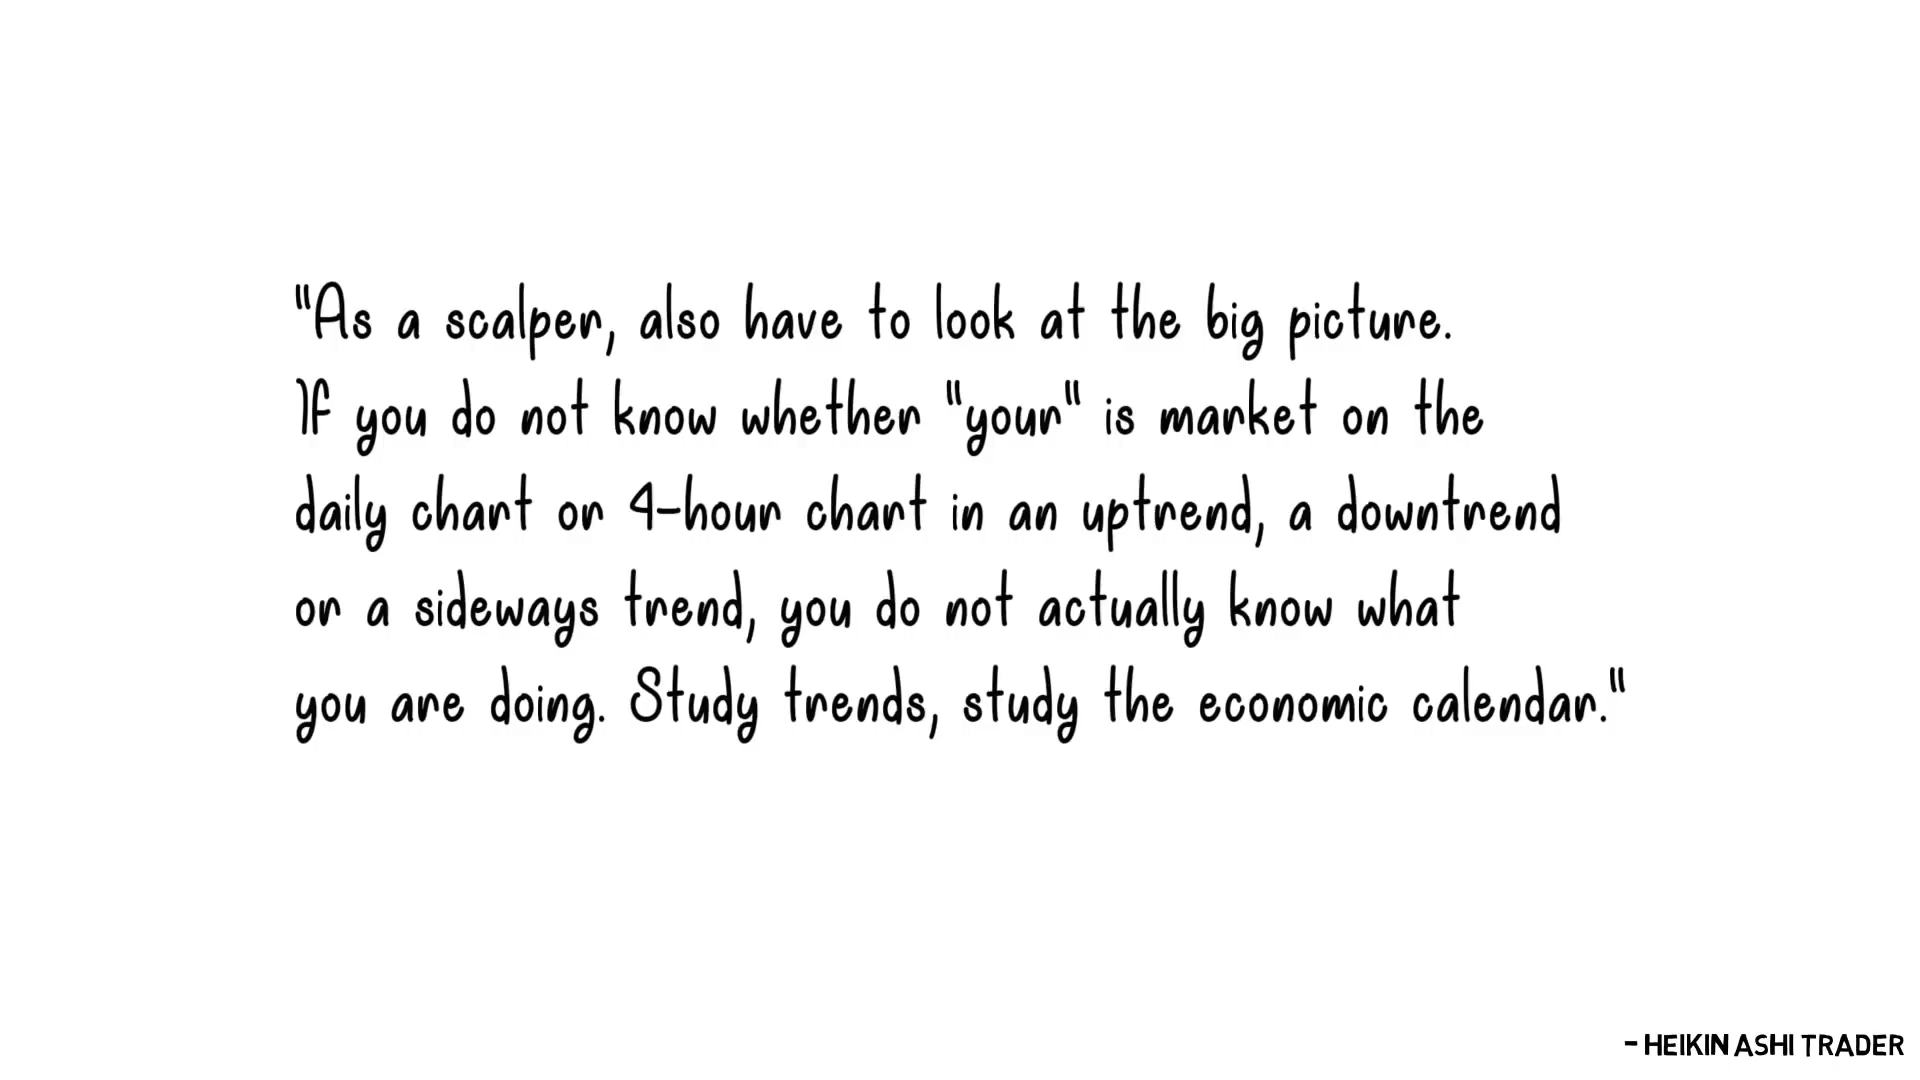 "As a scalper, also have to look at the big picture.
If you do not know whether "your" is market on the
daily chart or 4-hour chart in an uptrend, a downtrend
or a sideways trend, you do not actually know what
you are doing. Study trends, study the economic calendar."
- HEIKIN ASHI TRADER